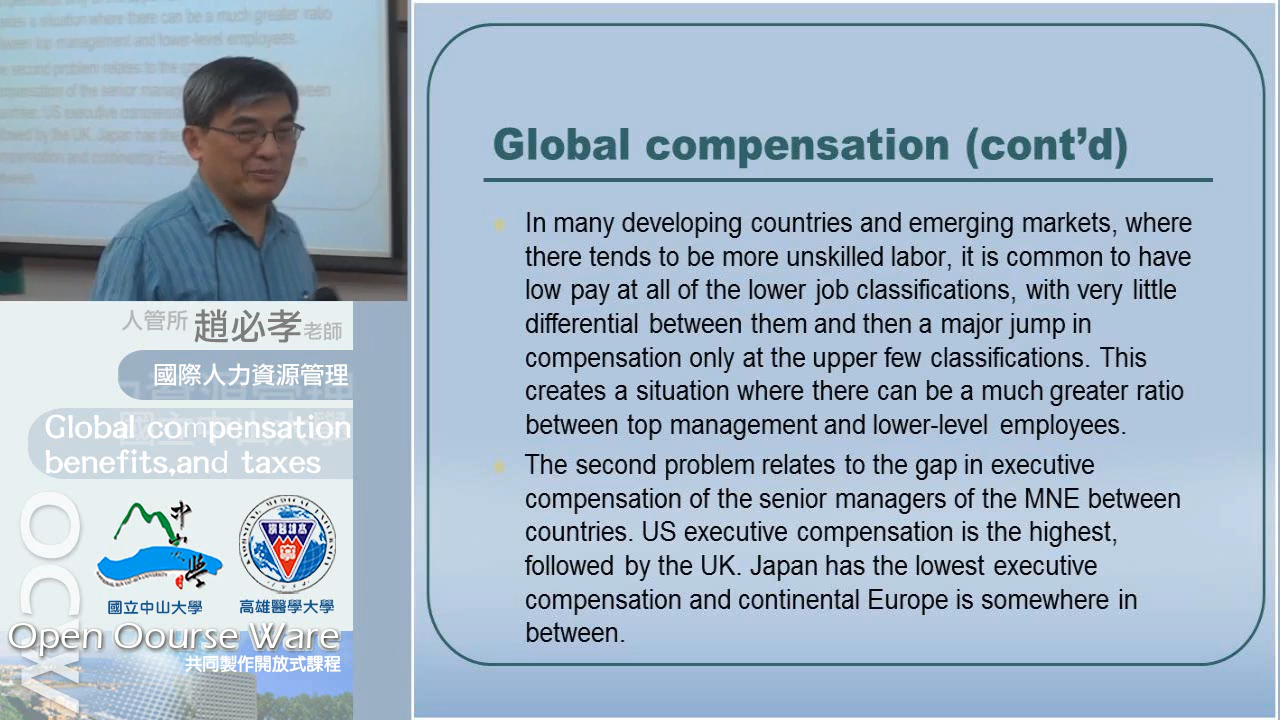 Global compensation (cont’d)
In many developing countries and emerging markets, where
there tends to be more unskilled labor, it is common to have
low pay at all of the lower job classifications, with very little
differential between them and then a major jump in
compensation only at the upper few classifications. This
creates a situation where there can be a much greater ratio
between top management and lower-level employees.
The second problem relates to the gap in executive
compensation of the senior managers of the MNE between
countries. US executive compensation is the highest,
followed by the UK. Japan has the lowest executive
compensation and continental Europe is somewhere in
between.
人管所 趙必孝老師
國際人力資源管理
Global compensation
benefits,and taxes
OCW
國立中山大學
高雄醫學大學
Open Oourse Ware
共同製作開放式課程